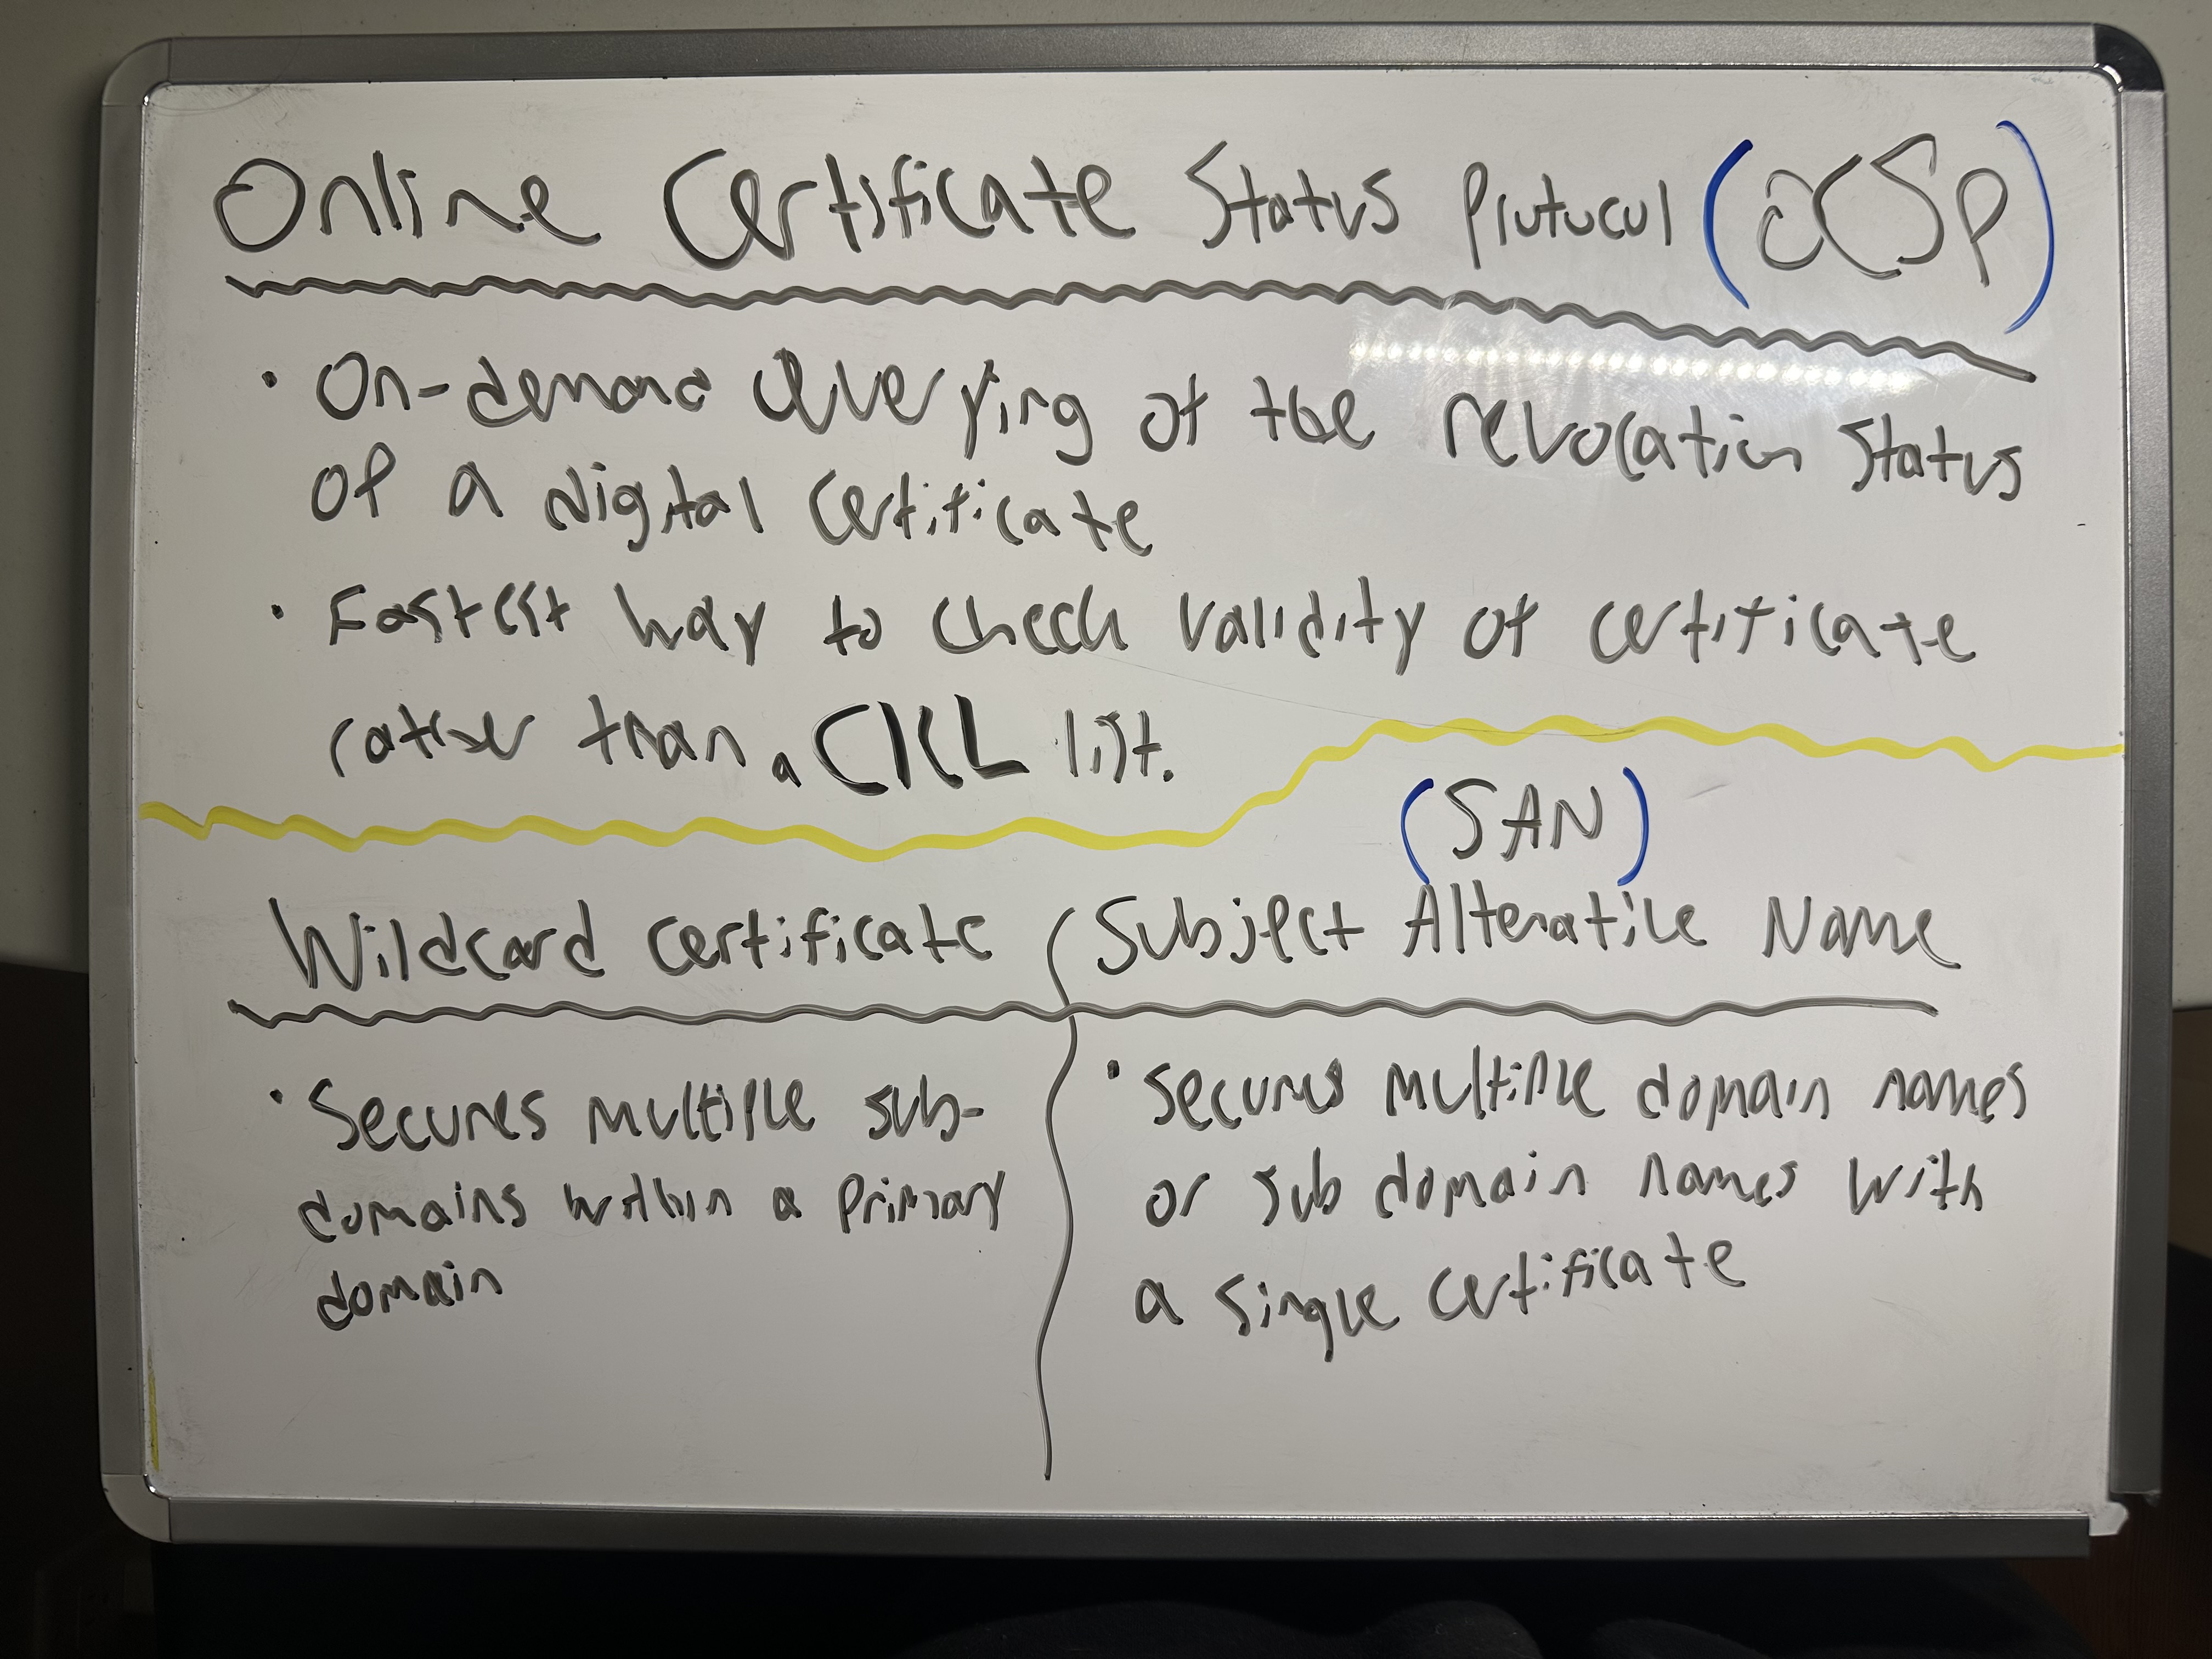 Online Certificate Status Protocol (OCSP)
• On-demand Querying of the revocation Status
of a digital certificate
• Fastest way to check validity of certificate
rather than a CRL list.
(SAN)
Wildcard certificate
Subject Alterative Name
• Secures multiple sub-
domains within a primary
domain
• Secures multiple domain names
or sub domain names with
a single certificate